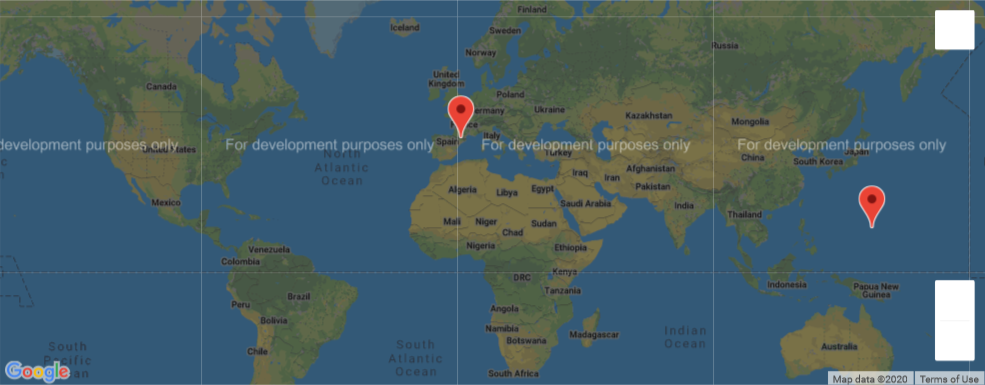 Finland
Iceland
Sweden
Russia
Norway
Canada
United
Kingdom
Poland
ermany
Ukraine
Kazakhstan
Mongolia
Spain
Italy
Turkey
United States
North
Atlantic
Ocean
China
South Korea
Japan
For development purposes only
For development purposes only
For development purposes only
development purposes only
Iraq
Iran
Afghanistan
Pakistan
Algeria
Libya
Egypt
Saudi Arabia
India
Mexico
Mali
Niger
Chad
Sudan
Thailand
Nigeria
Ethiopia
Venezuela
Colombia
DRC
Kenya
Tanzania
Indonesia
Papua New
Guinea
Peru
Brazil
Bolivia
Angola
Namibia
Botswana
Madagascar
Indian
Ocean
Australia
Chile
South
Pacific
South
Atlantic
Ocean
South Africa
Google
Map data ©2020
Terms of Use